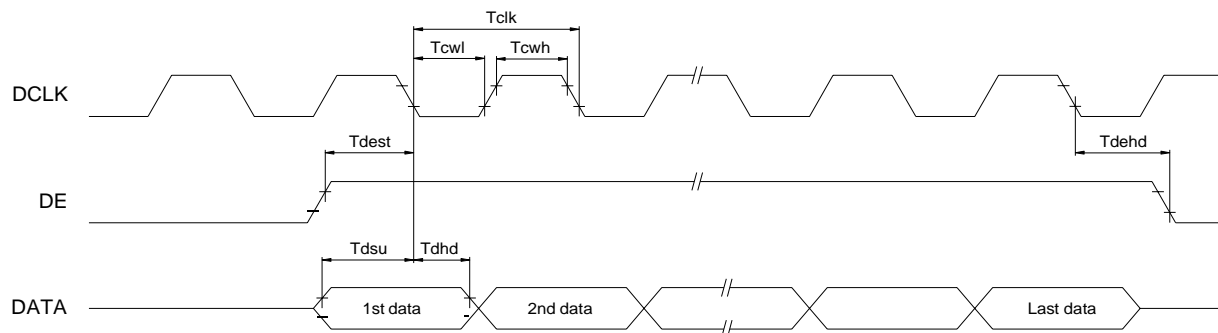 Tclk
Tcwl
Tcwh
DCLK
Tdest
Tdehd
DE
Tdsu
Tdhd
DATA
1st data
2nd data
Last data